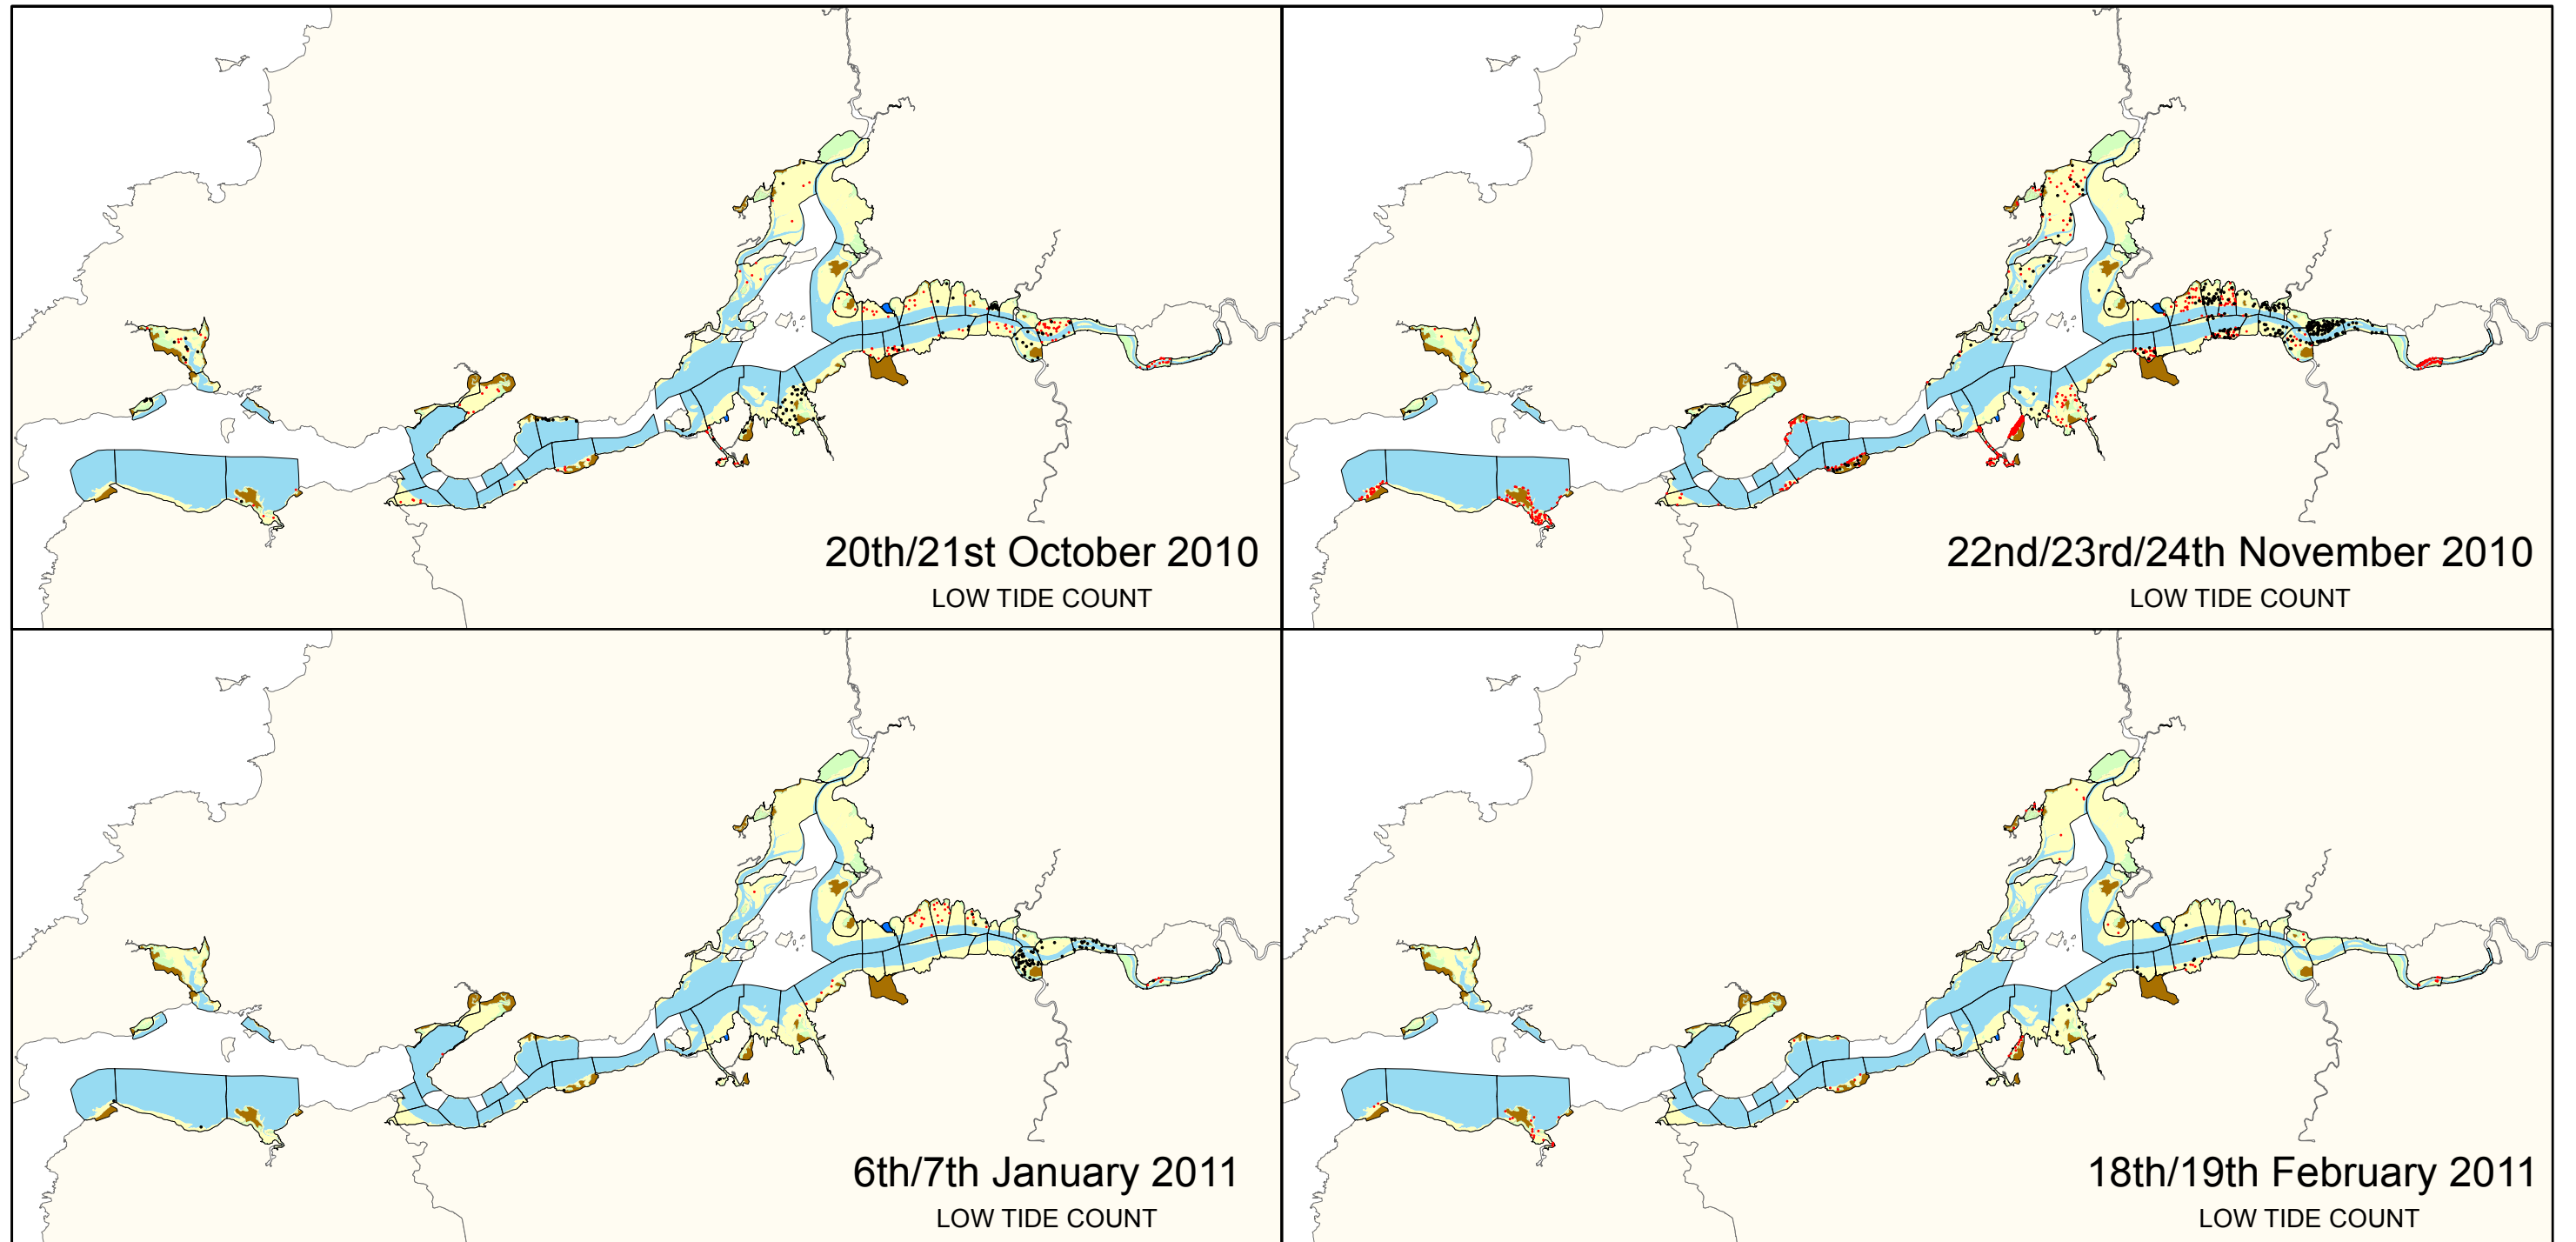 20th/21st October 2010
LOW TIDE COUNT
22nd/23rd/24th November 2010
LOW TIDE COUNT
6th/7th January 2011
LOW TIDE COUNT
18th/19th February 2011
LOW TIDE COUNT